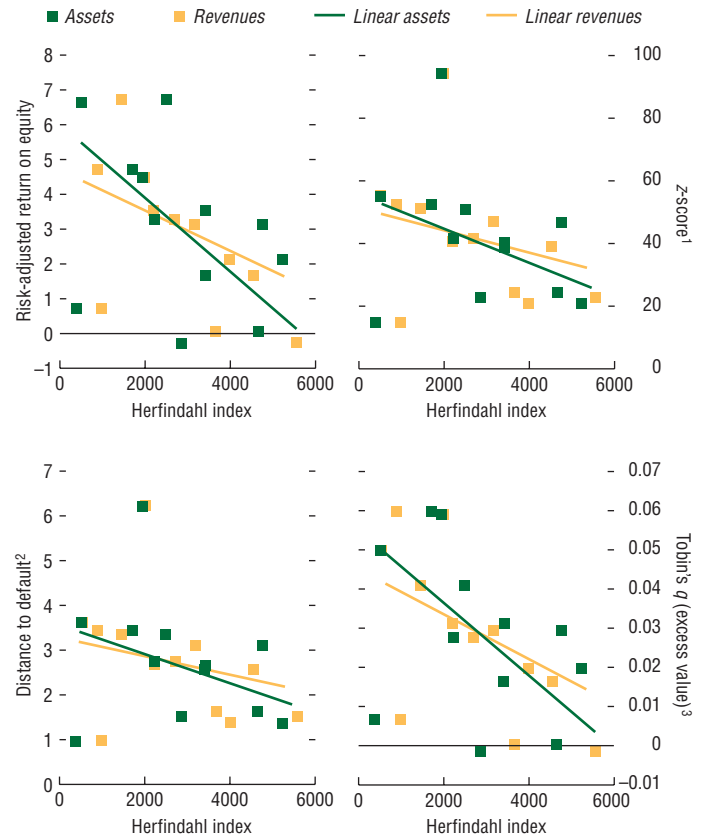 Assets Revenues Linear assets Linear revenues
8
7
6
5
4
3
2
1
0
–1
Risk-adjusted return on equity
0 2000 4000 6000
Herfindahl index
100
80
60
40
20
0
z-score1
0 2000 4000 6000
Herfindahl index
7
6
5
4
3
2
1
0
Distance to default2
0 2000 4000 6000
Herfindahl index
0.07
0.06
0.05
0.04
0.03
0.02
0.01
0
–0.01
Tobin's q (excess value)3
0 2000 4000 6000
Herfindahl index